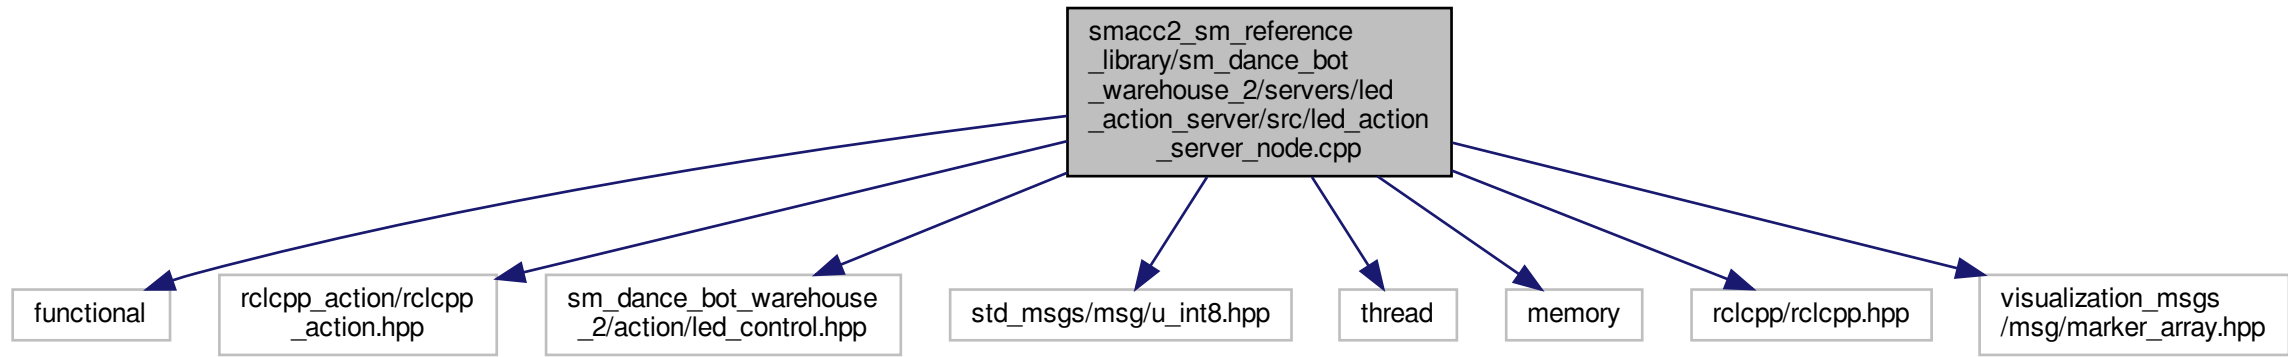 smacc2_sm_reference
_library/sm_dance_bot
_warehouse_2/servers/led
_action_server/src/led_action
_server_node.cpp
functional
rclcpp_action/rclcpp
_action.hpp
sm_dance_bot_warehouse
_2/action/led_control.hpp
std_msgs/msg/u_int8.hpp
thread
memory
rclcpp/rclcpp.hpp
visualization_msgs
/msg/marker_array.hpp